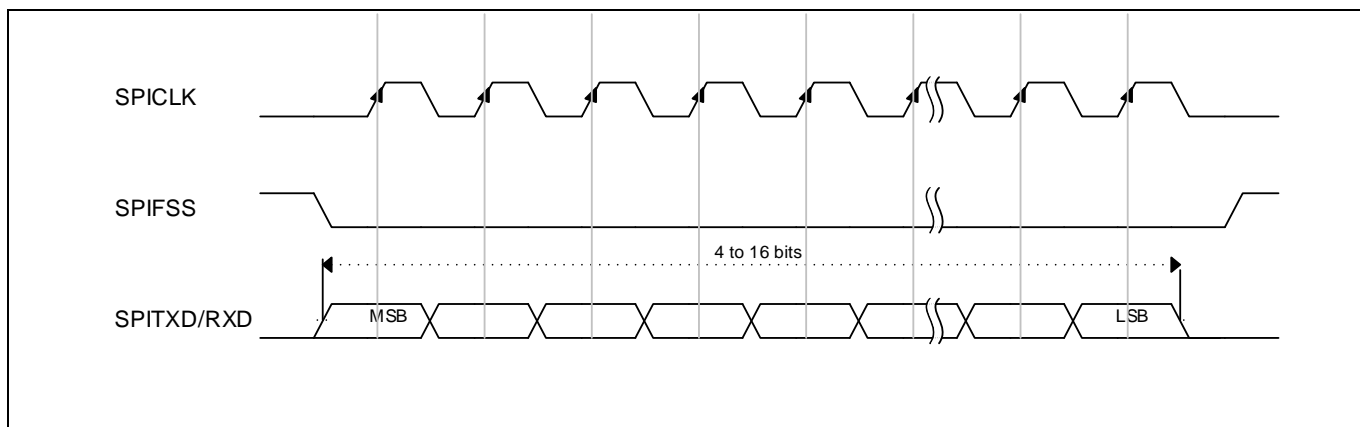 SPICLK
SPIFSS
4 to 16 bits
SPITXD/RXD
MSB
LSB